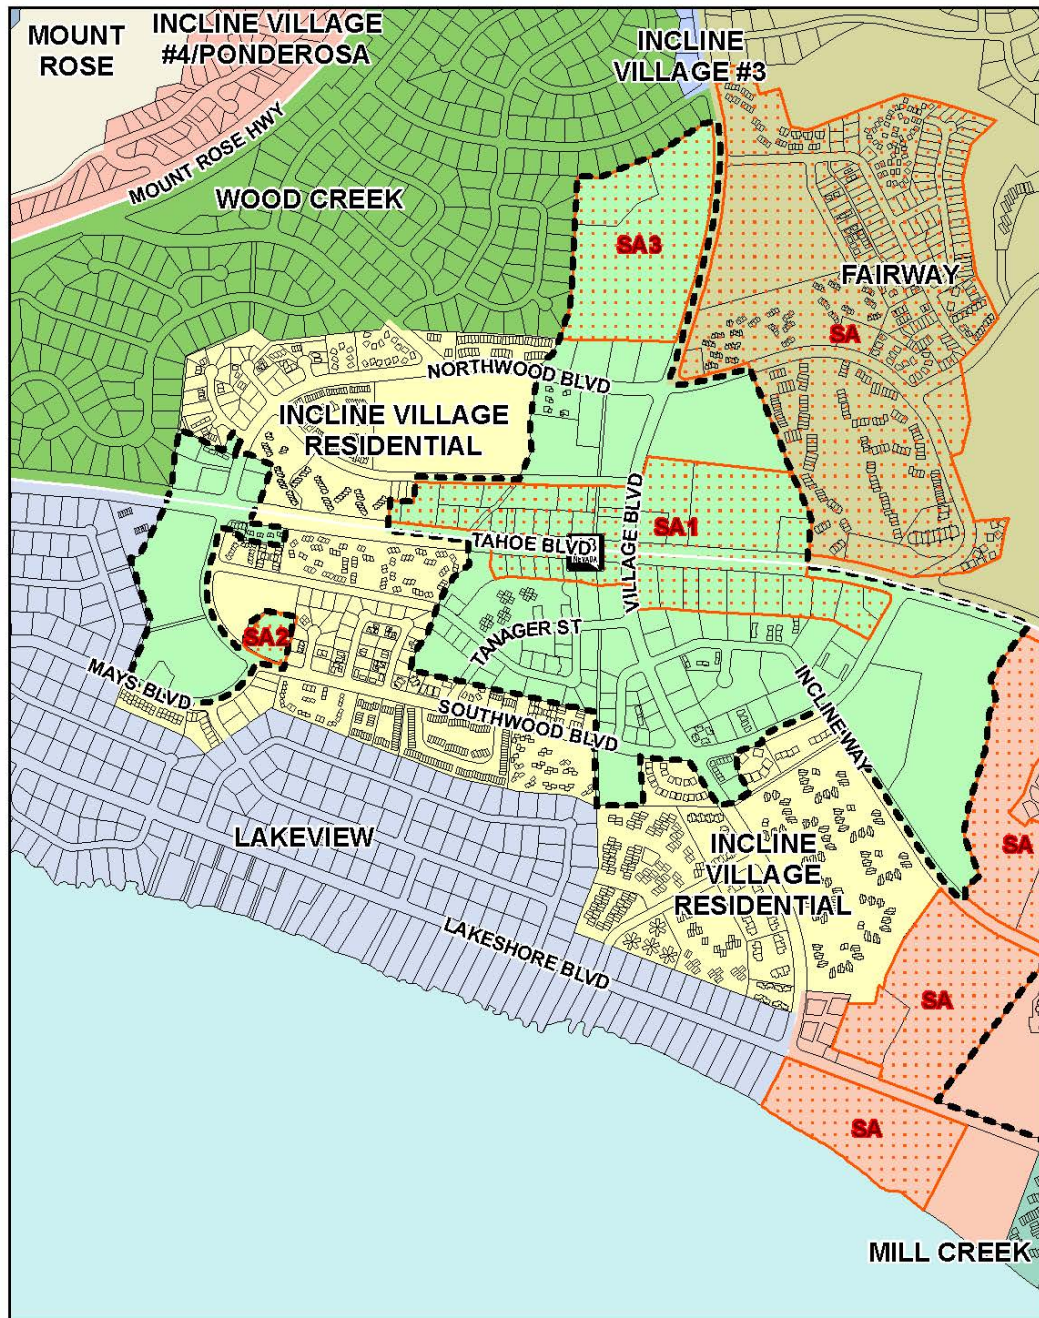 MOUNT
ROSE
INCLINE VILLAGE
#4/PONDEROSA
INCLINE
VILLAGE #3
MOUNT ROSE HWY
WOOD CREEK
SA3
FAIRWAY
SA
NORTHWOOD BLVD
INCLINE VILLAGE
RESIDENTIAL
VILLAGE BLVD
SA1
TAHOE BLVD
NEVADA
SA2
TANAGER ST
MAYS BLVD
SOUTHWOOD BLVD
INCLINE WAY
LAKEVIEW
INCLINE
VILLAGE
RESIDENTIAL
SA
LAKESHORE BLVD
SA
SA
MILL CREEK